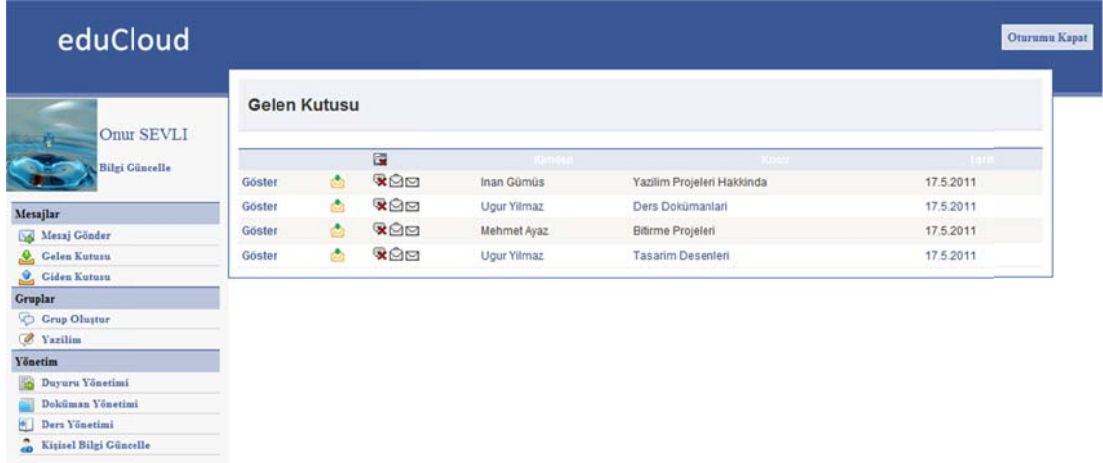 eduCloud
Oturumu Kapat
Onur SEVLI
Bilgi Güncelle
Mesajlar
Mesaj Gönder
Gelen Kutusu
Giden Kutusu
Gruplar
Grup Oluştur
Yazilim
Yönetim
Duyuru Yönetimi
Doküman Yönetimi
Ders Yönetimi
Kişisel Bilgi Güncelle
Gelen Kutusu
Kimden Konu Tarih
Göster Inan Gümüs Yazilim Projeleri Hakkinda 17.5.2011
Göster Ugur Yilmaz Ders Dokümanlari 17.5.2011
Göster Mehmet Ayaz Bitirme Projeleri 17.5.2011
Göster Ugur Yilmaz Tasarim Desenleri 17.5.2011